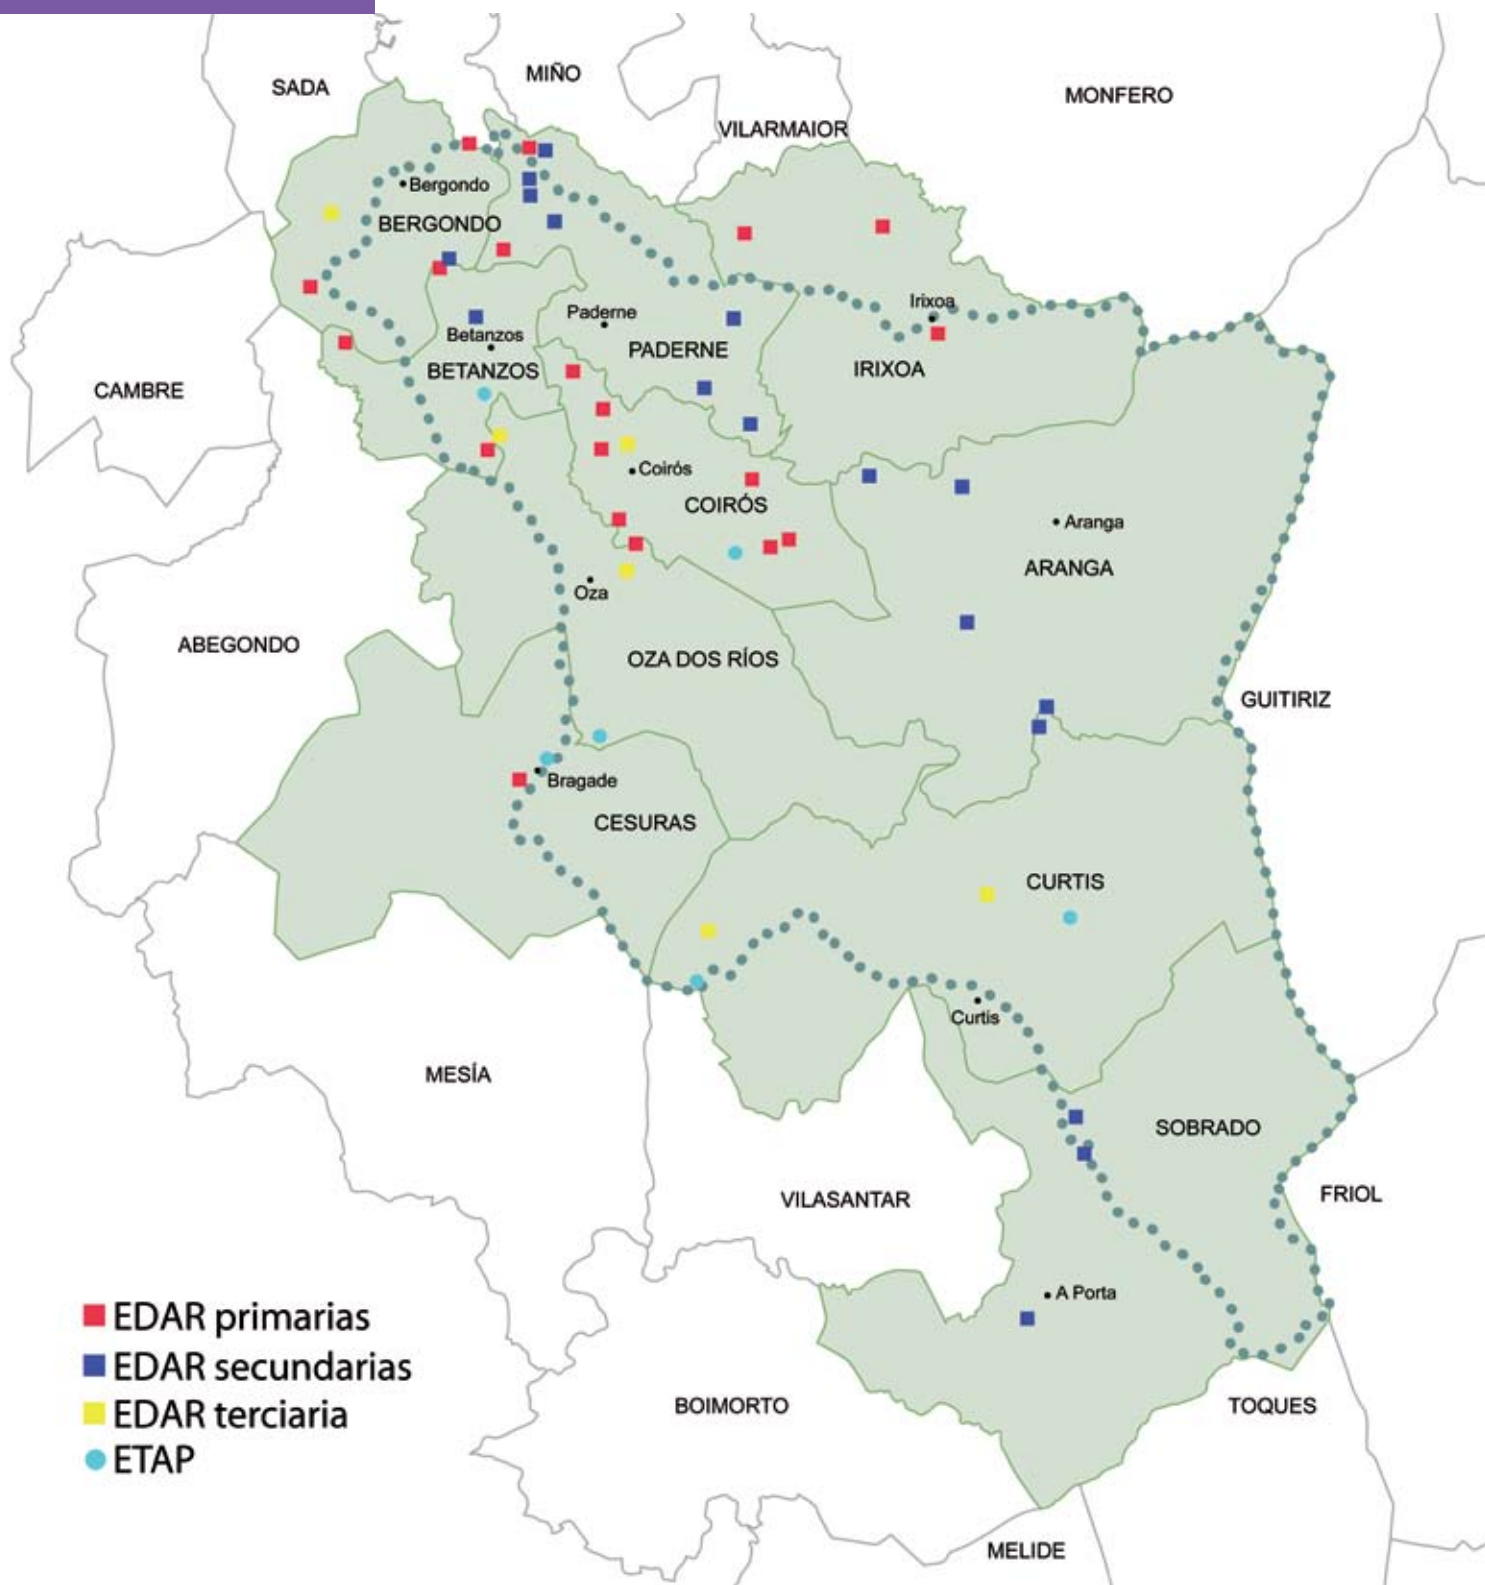 MIÑO
SADA
MONFERO
VILARMAIOR
Bergondo
BERGONDO
Irixoa
Paderne
Betanzos
PADERNE
BETANZOS
IRIXOA
CAMBRE
Coirós
COIRÓS
Aranga
ARANGA
Oza
ABEGONDO
OZA DOS RÍOS
GUITIRIZ
Bragade
CESURAS
CURTIS
Curtis
MESÍA
SOBRADO
FRIOL
VILASANTAR
A Porta
EDAR primarias
EDAR secundarias
EDAR terciaria
ETAP
BOIMORTO
TOQUES
MELIDE